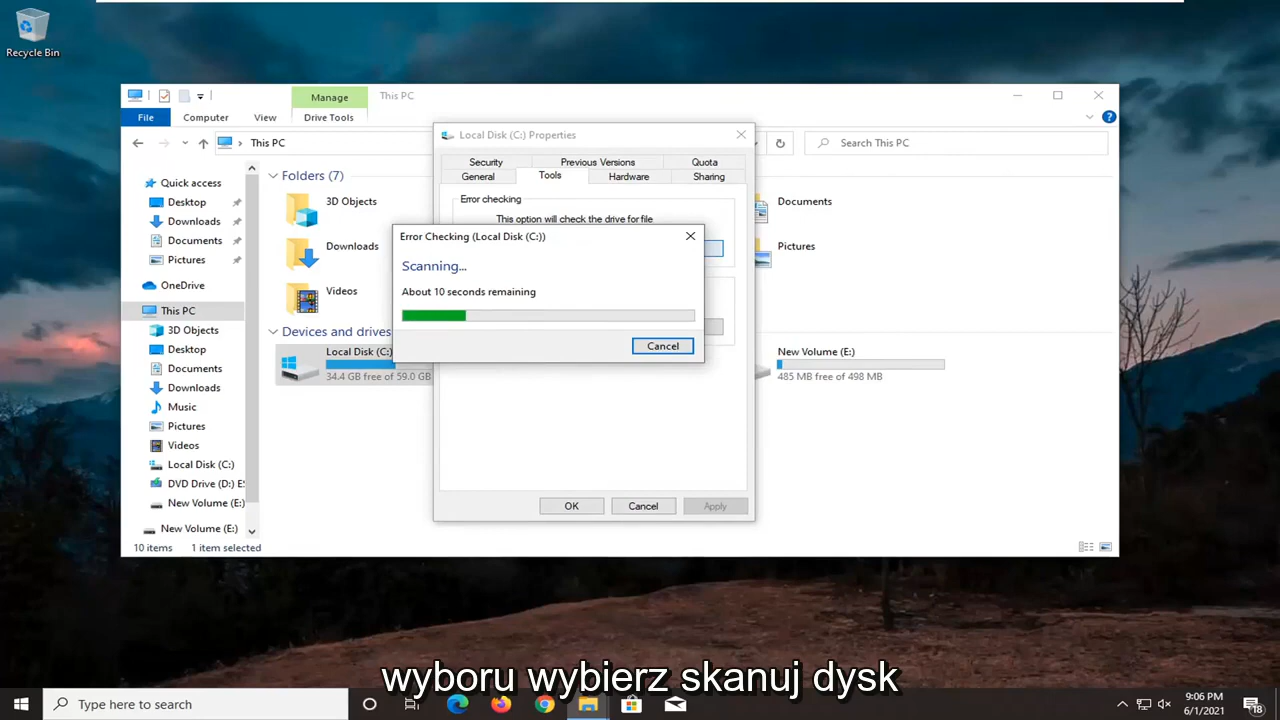 Recycle Bin
Manage
This PC
File
Computer
View
Drive Tools
This PC
Search This PC
Quick access
Desktop
Downloads
Documents
Pictures
OneDrive
This PC
3D Objects
Desktop
Documents
Downloads
Music
Pictures
Videos
Local Disk (C:)
DVD Drive (D:) ES
New Volume (E:)
New Volume (E:)
Folders (7)
3D Objects
Downloads
Videos
Documents
Pictures
Devices and drives
Local Disk (C:)
34.4 GB free of 59.0 GB
New Volume (E:)
485 MB free of 498 MB
10 items
1 item selected
Local Disk (C:) Properties
Security
Previous Versions
Quota
General
Tools
Hardware
Sharing
Error checking
This option will check the drive for file
Error Checking (Local Disk (C:))
Scanning...
About 10 seconds remaining
Cancel
OK
Cancel
Apply
wyboru wybierz skanuj dysk
Type here to search
9:06 PM
6/1/2021
18